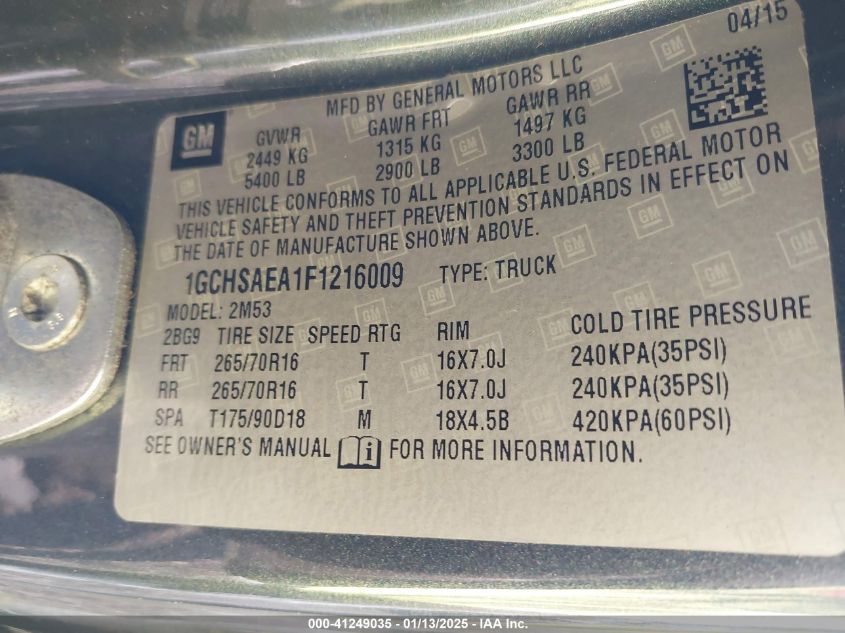 04/15
MFD BY GENERAL MOTORS LLC
GM
GVWR GAWR FRT GAWR RR
2449 KG 1315 KG 1497 KG
5400 LB 2900 LB 3300 LB
THIS VEHICLE CONFORMS TO ALL APPLICABLE U.S. FEDERAL MOTOR
VEHICLE SAFETY AND THEFT PREVENTION STANDARDS IN EFFECT ON
THE DATE OF MANUFACTURE SHOWN ABOVE.
1GCHSAEA1F1216009 TYPE: TRUCK
MODEL: 2M53
2BG9 TIRE SIZE SPEED RTG RIM COLD TIRE PRESSURE
FRT 265/70R16 T 16X7.0J 240KPA(35PSI)
RR 265/70R16 T 16X7.0J 240KPA(35PSI)
SPA T175/90D18 M 18X4.5B 420KPA(60PSI)
SEE OWNER'S MANUAL i FOR MORE INFORMATION.
000-41249035 - 01/13/2025 - IAA Inc.